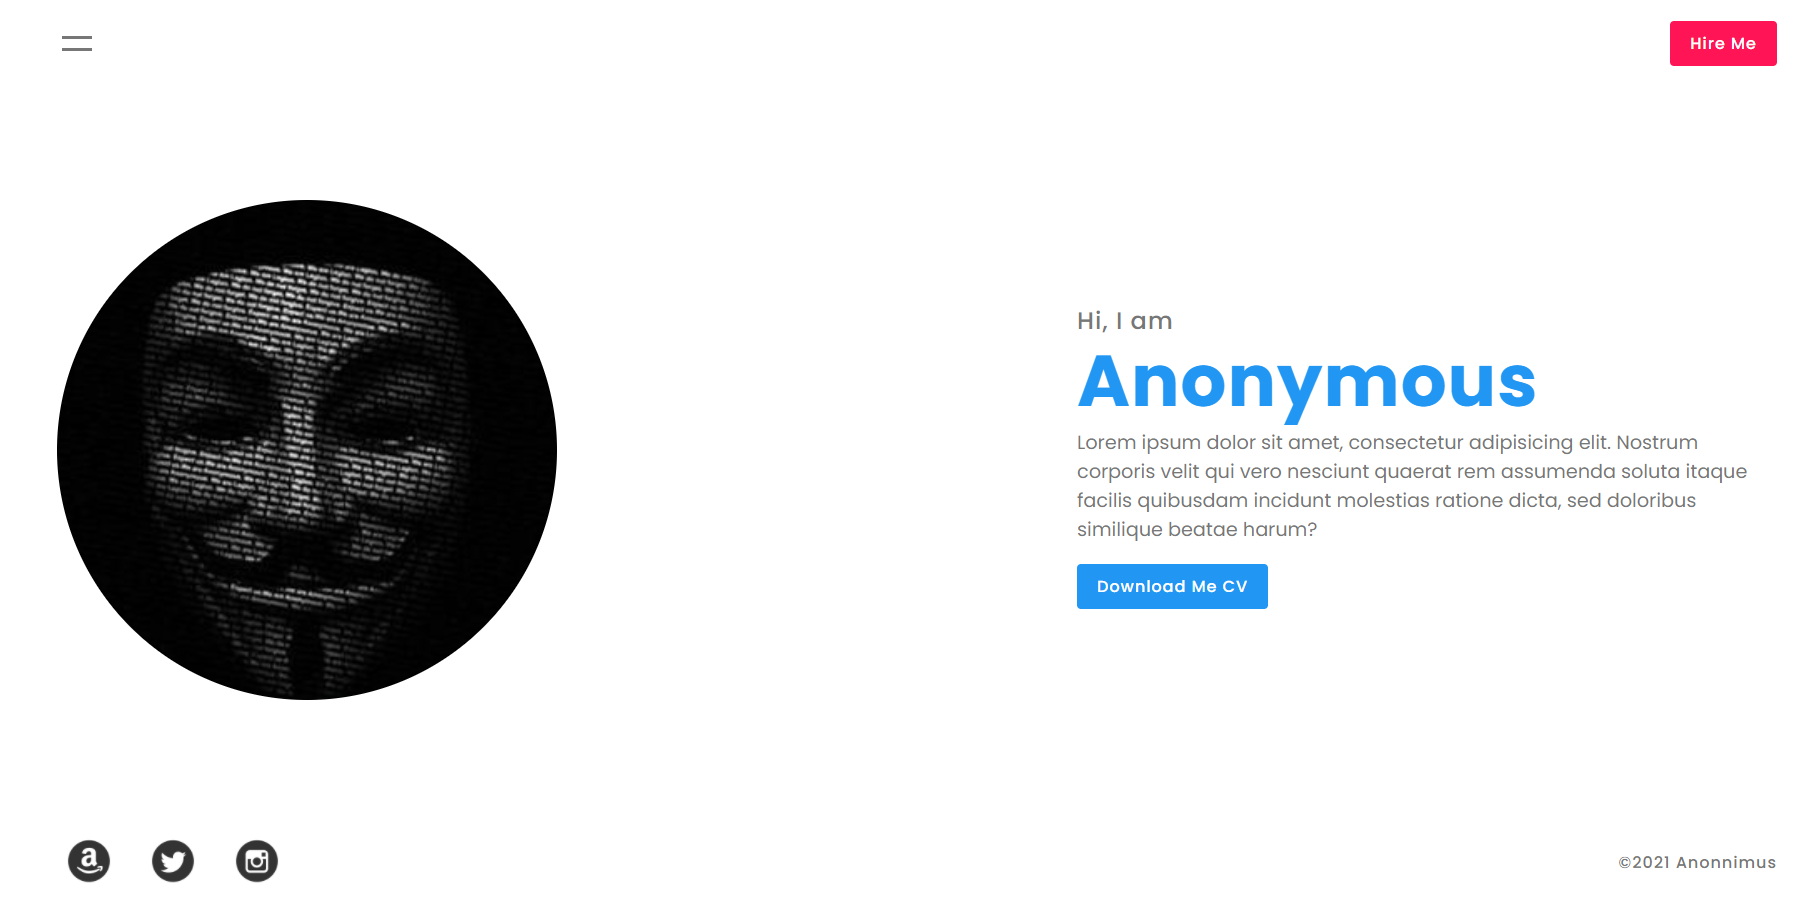 Hire Me
Hi, I am
Anonymous
Lorem ipsum dolor sit amet, consectetur adipisicing elit. Nostrum
corporis velit qui vero nesciunt quaerat rem assumenda soluta itaque
facilis quibusdam incidunt molestias ratione dicta, sed doloribus
similique beatae harum?
Download Me CV
©2021 Anonnimus